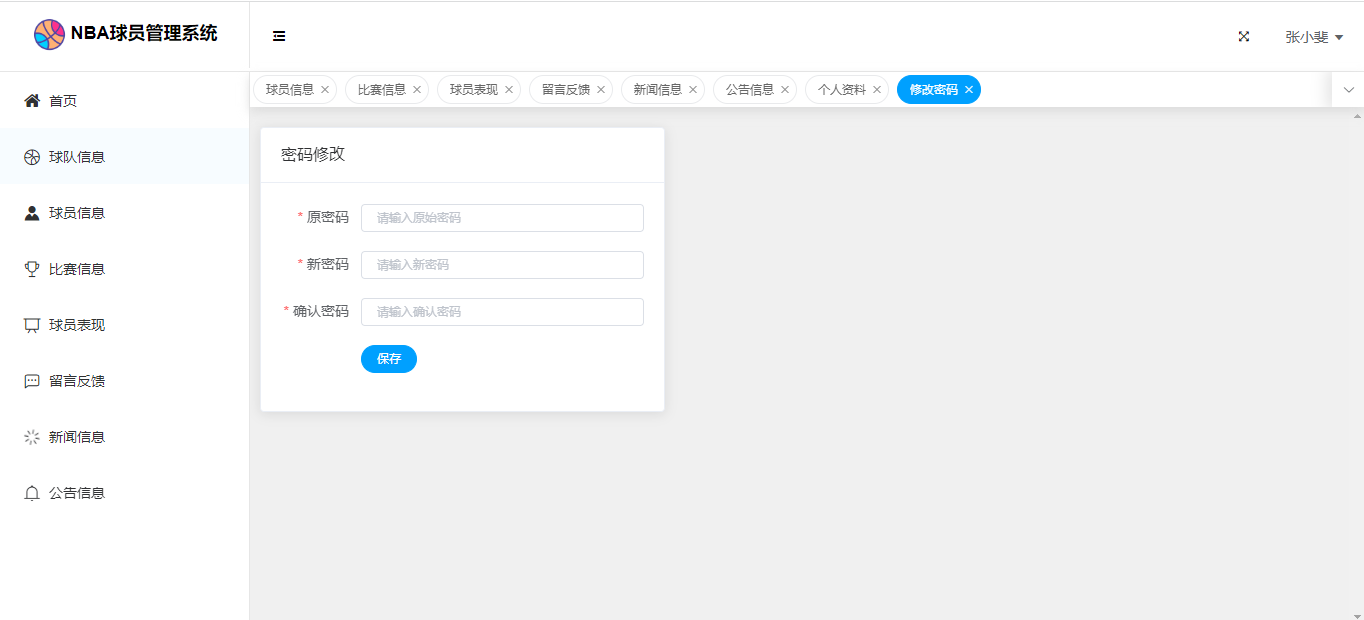 NBA球员管理系统
张小斐
球员信息
比赛信息
球员表现
留言反馈
新闻信息
公告信息
个人资料
修改密码
首页
球队信息
球员信息
比赛信息
球员表现
留言反馈
新闻信息
公告信息
密码修改
* 原密码 请输入原始密码
* 新密码 请输入新密码
* 确认密码 请输入确认密码
保存